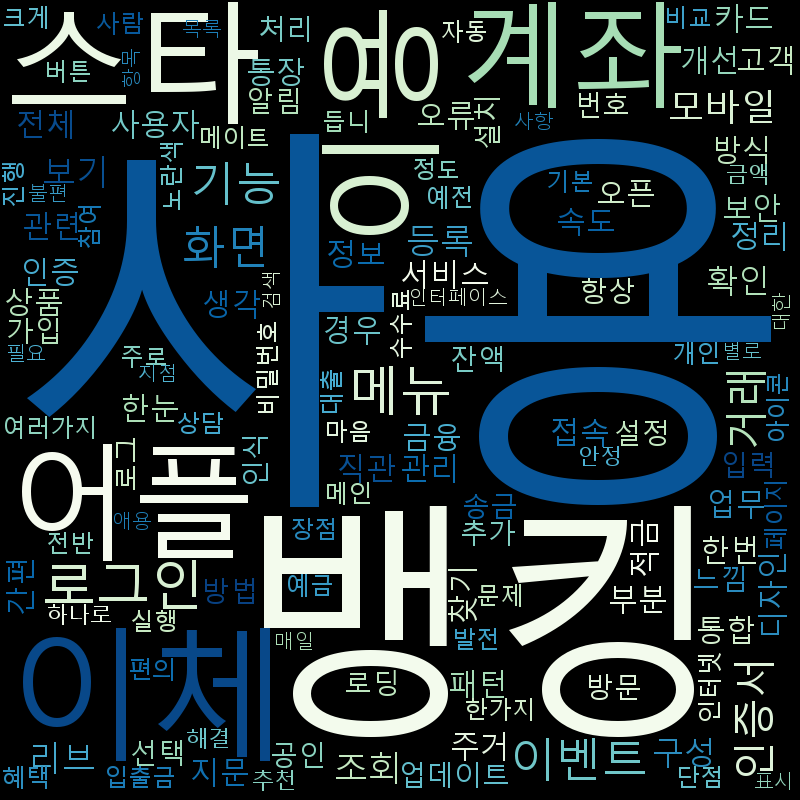 크게
사람
목록
처리
자동
비교
카드
스타
은행
계좌
버튼
항목
통장
개선
고객
알림
번호
모바일
전체
사용자
메이트
듭니
오류
설치
사항
방식
진행
불편
보기
노란색
기능
정도
예전
기본
오픈
금액
관련
참여
화면
정보
등록
속도
보안
정리
인증
생각
검색
서비스
인터페이스
항상
확인
대한
상품
가입
사용
필요
주로
비밀번호
경우
수수료
잔액
개인
별로
지점
대출
메뉴
한눈
거래
아이콘
여러가지
상담
마음
금융
접속
설정
어플
로그
인식
직관
관리
안정
입력
메인
송금
업무
페이지
애용
전반
장점
뱅킹
추가
적금
한번
느낌
디자인
간편
로그인
방법
예금
찾기
문제
부분
하나로
실행
이체
매일
발전
통합
편의
로딩
패턴
방문
인터넷
인증서
한가지
해결
리브
선택
공인
조회
주거
이벤트
구성
혜택
입출금
지문
추천
업데이트
단점
표시